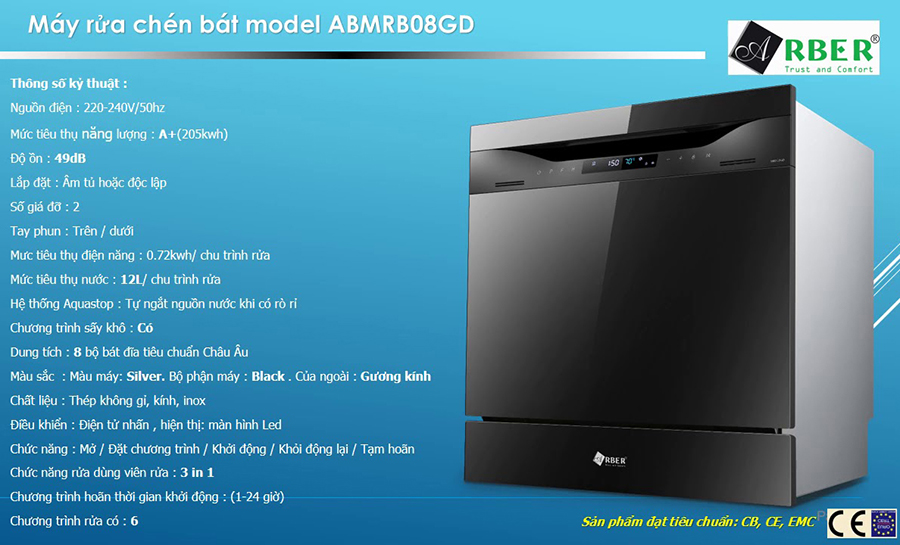 Máy rửa chén bát model ABMRB08GD
ARBER®
Trust and Comfort
Thông số kỷ thuật :
Nguồn điện : 220-240V/50hz
Mức tiêu thụ năng lượng : A+(205kwh)
Độ ồn : 49dB
Lắp đặt : Âm tủ hoặc độc lập
Số giá đỡ : 2
Tay phun : Trên / dưới
Mưc tiêu thụ điện năng : 0.72kwh/ chu trình rửa
Mức tiêu thụ nước : 12L/ chu trình rửa
Hệ thống Aquastop : Tự ngắt nguồn nước khi có rò rỉ
Chương trình sấy khô : Có
Dung tích : 8 bộ bát đĩa tiêu chuẩn Châu Âu
Màu sắc : Màu máy: Silver. Bộ phận máy : Black . Của ngoài : Gương kính
Chất liệu : Thép không gỉ, kính, inox
Điều khiển : Điện tử nhấn , hiện thị: màn hình Led
Chức năng : Mở / Đặt chương trình / Khởi động / Khỏi động lại / Tạm hoãn
Chức năng rửa dùng viên rửa : 3 in 1
Chương trình hoãn thời gian khởi động : (1-24 giờ)
Chương trình rửa có : 6
150 70°
ARBER
Sản phẩm đạt tiêu chuẩn: CB, CE, EMC P
CE